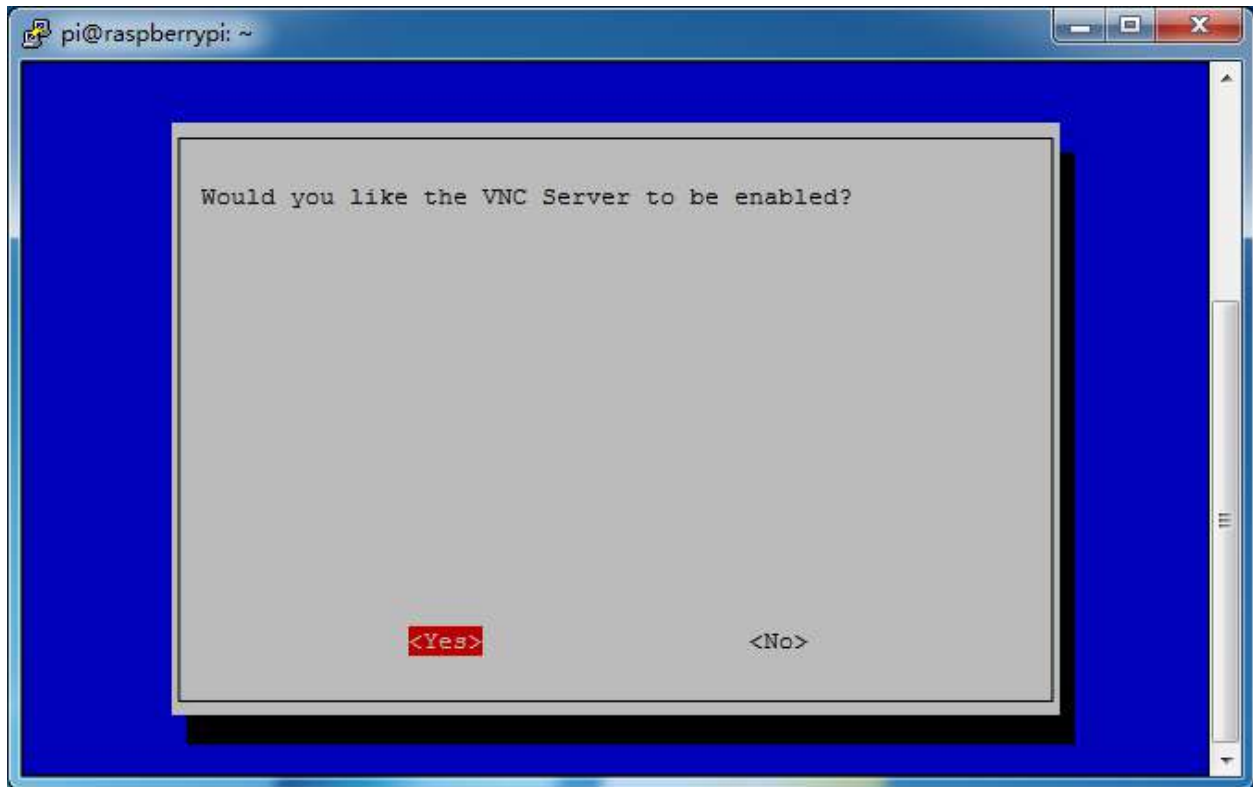 pi@raspberrypi: ~
Would you like the VNC Server to be enabled?
<Yes> <No>